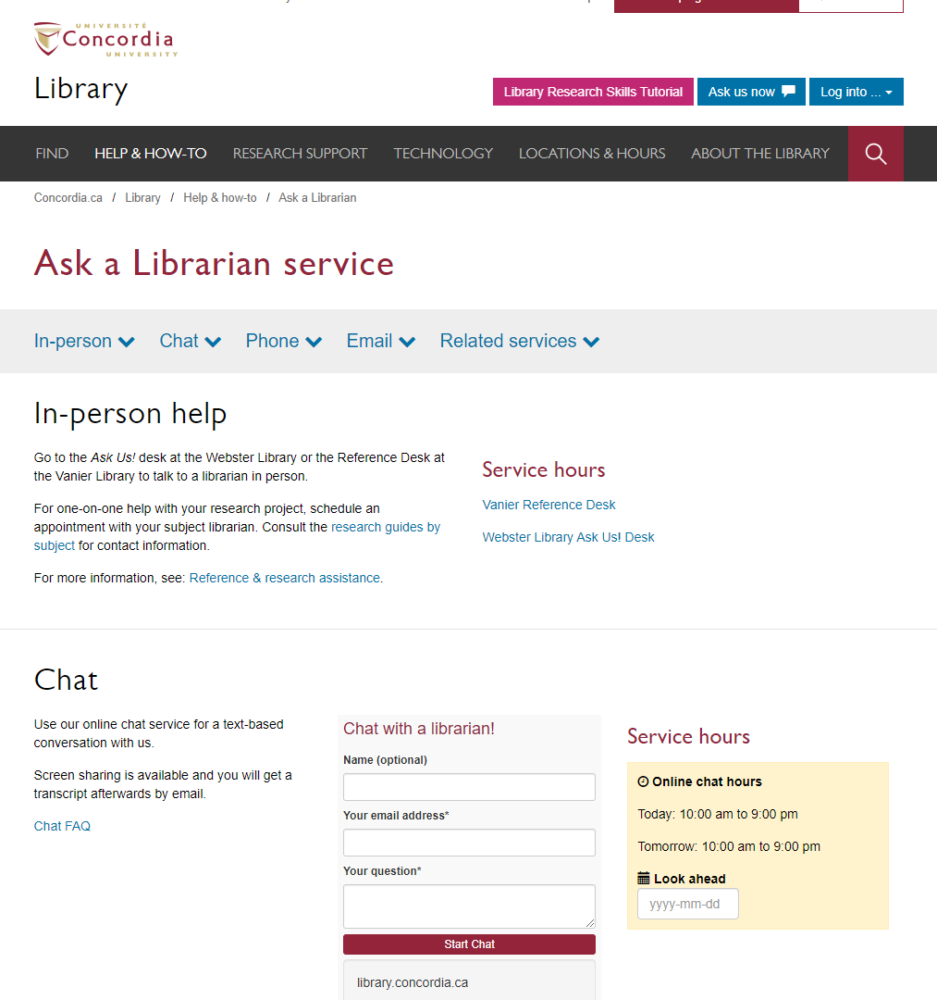 UNIVERSITÉ
Concordia
UNIVERSITY
Library
Library Research Skills Tutorial
Ask us now
Log into ...
FIND
HELP & HOW-TO
RESEARCH SUPPORT
TECHNOLOGY
LOCATIONS & HOURS
ABOUT THE LIBRARY
Concordia.ca / Library / Help & how-to / Ask a Librarian
Ask a Librarian service
In-person
Chat
Phone
Email
Related services
In-person help
Go to the Ask Us! desk at the Webster Library or the Reference Desk at
the Vanier Library to talk to a librarian in person.
For one-on-one help with your research project, schedule an
appointment with your subject librarian. Consult the research guides by
subject for contact information.
For more information, see: Reference & research assistance.
Service hours
Vanier Reference Desk
Webster Library Ask Us! Desk
Chat
Use our online chat service for a text-based
conversation with us.
Screen sharing is available and you will get a
transcript afterwards by email.
Chat FAQ
Chat with a librarian!
Name (optional)
Your email address*
Your question*
Start Chat
library.concordia.ca
Service hours
Online chat hours
Today: 10:00 am to 9:00 pm
Tomorrow: 10:00 am to 9:00 pm
Look ahead
yyyy-mm-dd